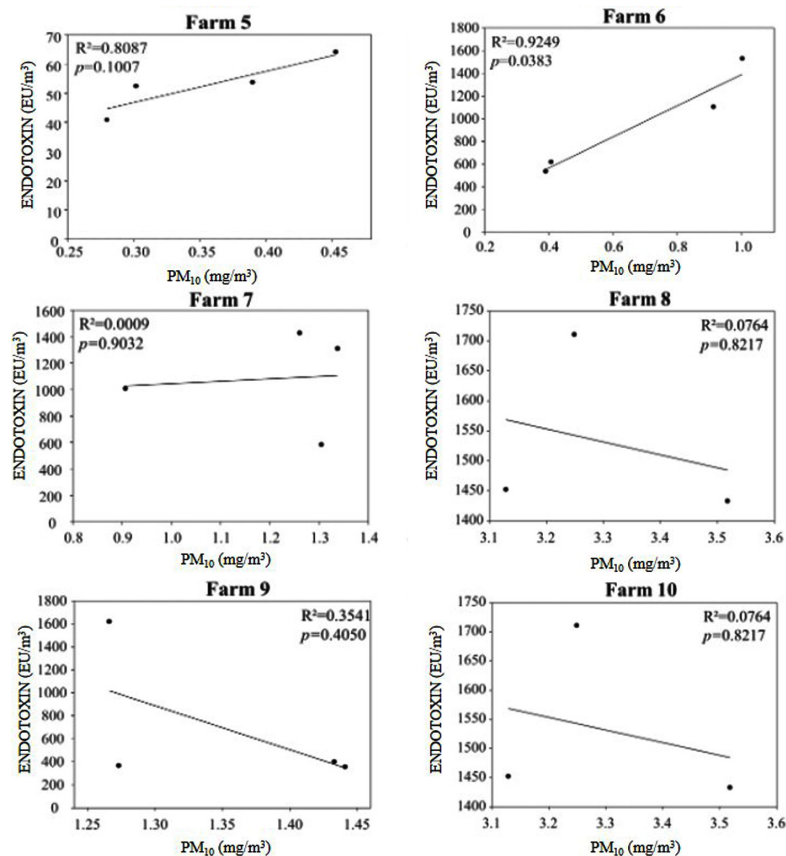 Farm 5
R²=0.8087
p=0.1007
ENDOTOXIN (EU/m³)
70
60
50
40
30
20
10
0
0.25
0.30
0.35
0.40
0.45
PM₁₀ (mg/m³)
Farm 6
R²=0.9249
p=0.0383
ENDOTOXIN (EU/m³)
1800
1600
1400
1200
1000
800
600
400
200
0
0.2
0.4
0.6
0.8
1.0
PM₁₀ (mg/m³)
Farm 7
R²=0.0009
p=0.9032
ENDOTOXIN (EU/m³)
1600
1400
1200
1000
800
600
400
200
0
0.8
0.9
1.0
1.1
1.2
1.3
1.4
PM₁₀ (mg/m³)
Farm 8
R²=0.0764
p=0.8217
ENDOTOXIN (EU/m³)
1750
1700
1650
1600
1550
1500
1450
1400
3.1
3.2
3.3
3.4
3.5
3.6
PM₁₀ (mg/m³)
Farm 9
R²=0.3541
p=0.4050
ENDOTOXIN (EU/m³)
1800
1600
1400
1200
1000
800
600
400
200
0
1.25
1.30
1.35
1.40
1.45
PM₁₀ (mg/m³)
Farm 10
R²=0.0764
p=0.8217
ENDOTOXIN (EU/m³)
1750
1700
1650
1600
1550
1500
1450
1400
3.1
3.2
3.3
3.4
3.5
3.6
PM₁₀ (mg/m³)